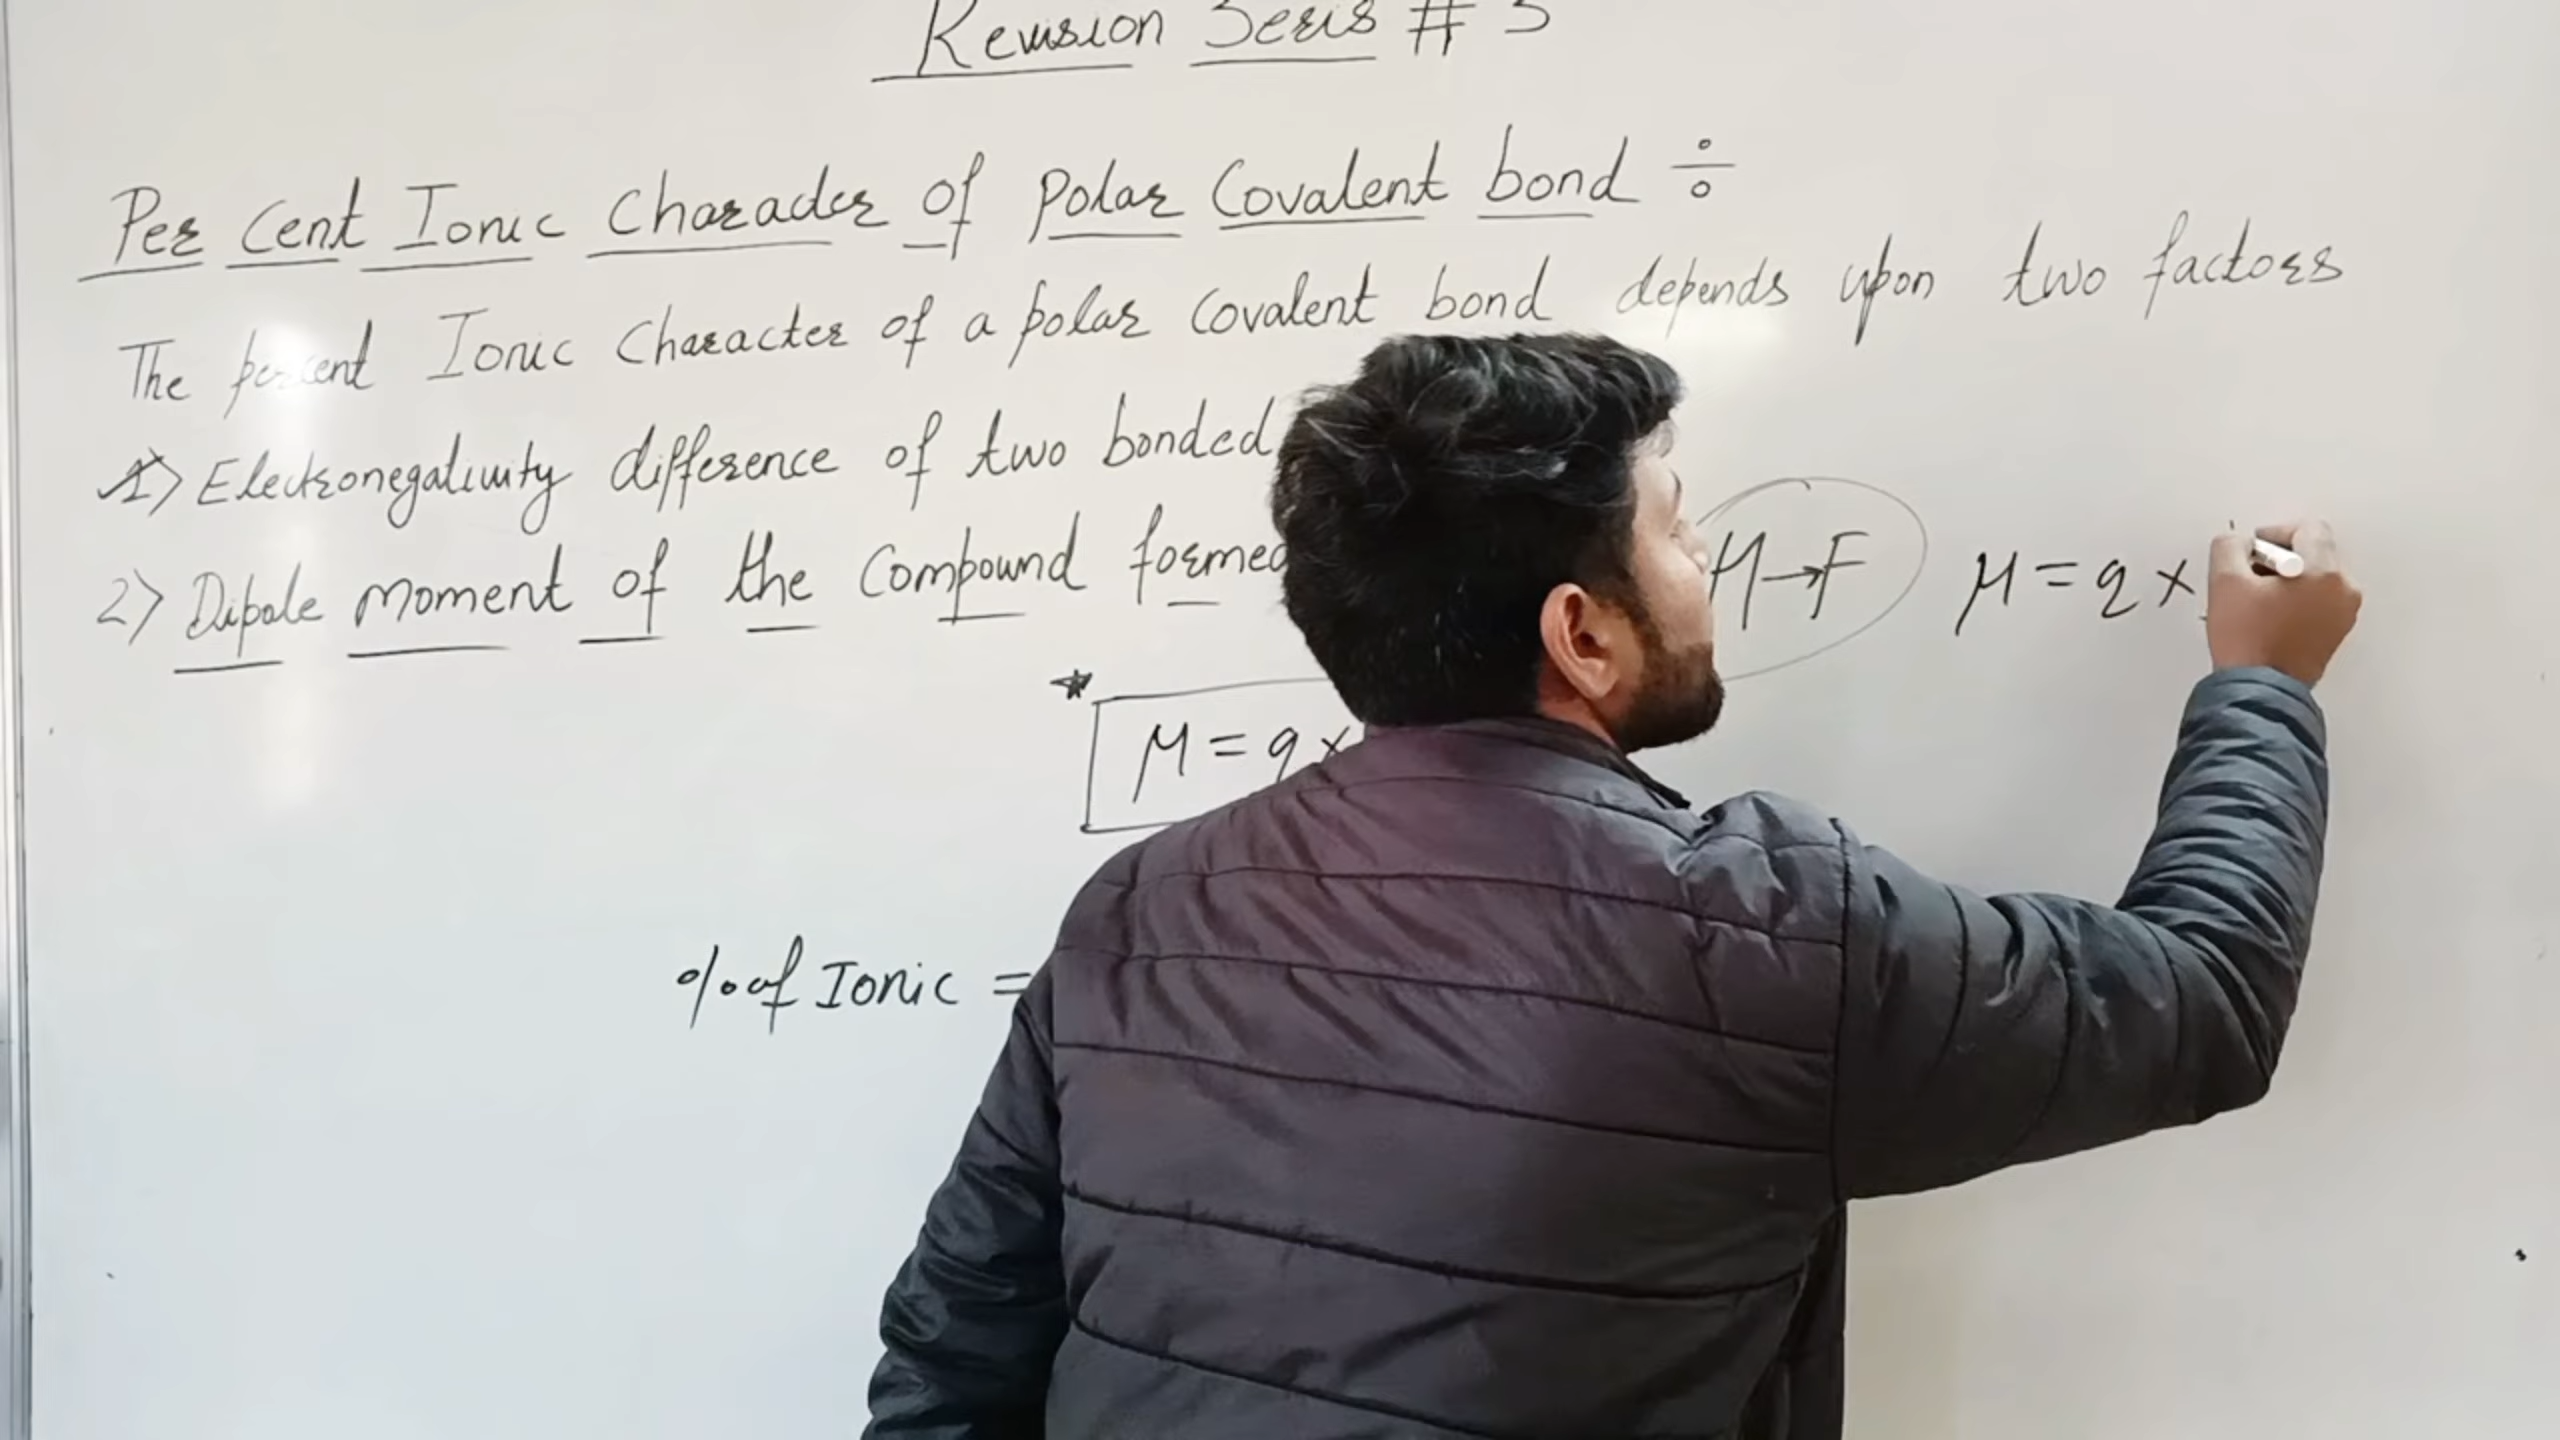 Revision Seris # 3
Per Cent Ionic Character of Polar Covalent bond ÷
The percent Ionic Character of a polar Covalent bond depends upon two factors
1) Electronegativity difference of two bonded
2) Dipole moment of the Compound formed
H→F μ = q ×
* μ = q ×
% of Ionic =